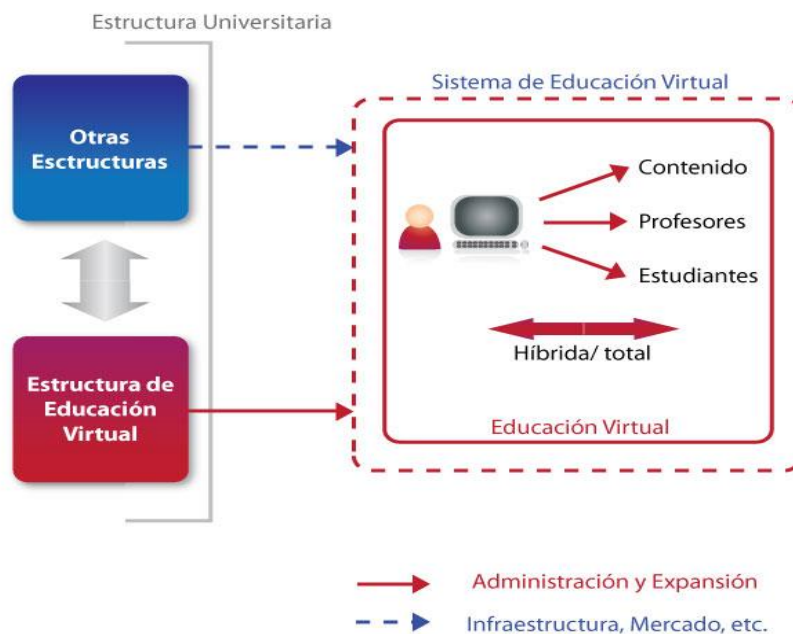 Estructura Universitaria
Otras
Esctructuras
Estructura de
Educación
Virtual
Sistema de Educación Virtual
Contenido
Profesores
Estudiantes
Híbrida/ total
Educación Virtual
Administración y Expansión
Infraestructura, Mercado, etc.